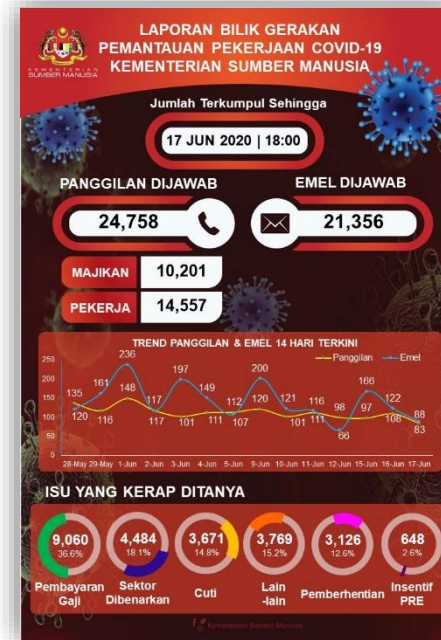 LAPORAN BILIK GERAKAN
PEMANTAUAN PEKERJAAN COVID-19
KEMENTERIAN SUMBER MANUSIA
KEMENTERIAN
SUMBER MANUSIA
Jumlah Terkumpul Sehingga
17 JUN 2020 | 18:00
PANGGILAN DIJAWAB
24,758
EMEL DIJAWAB
21,356
MAJIKAN 10,201
PEKERJA 14,557
TREND PANGGILAN & EMEL 14 HARI TERKINI
Panggilan Emel
250
200
150
100
50
0
135 161 236 117 197 149 112 200 121 116 98 166 122 88
120 116 148 117 101 111 107 120 101 111 66 97 108 83
28-May 29-May 1-Jun 2-Jun 3-Jun 4-Jun 5-Jun 9-Jun 10-Jun 11-Jun 12-Jun 15-Jun 16-Jun 17-Jun
ISU YANG KERAP DITANYA
9,060
36.6%
Pembayaran
Gaji
4,484
18.1%
Sektor
Dibenarkan
3,671
14.8%
Cuti
3,769
15.2%
Lain
-lain
3,126
12.6%
Pemberhentian
648
2.6%
Insentif
PRE
Kementerian Sumber Manusia